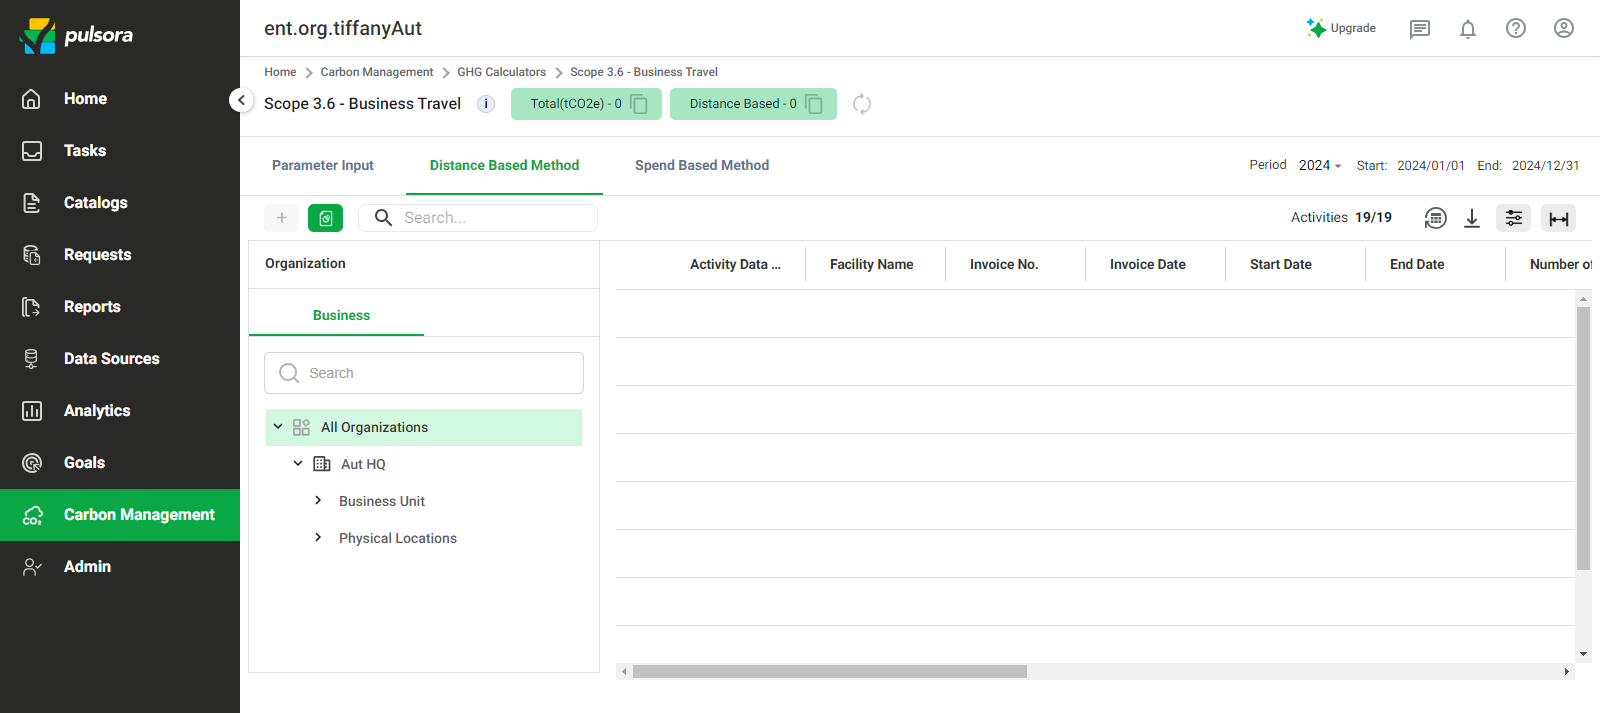 pulsora
Home
Tasks
Catalogs
Requests
Reports
Data Sources
Analytics
Goals
Carbon Management
Admin
ent.org.tiffanyAut
Upgrade
Home > Carbon Management > GHG Calculators > Scope 3.6 - Business Travel
Scope 3.6 - Business Travel i Total(tCO2e) - 0 Distance Based - 0
Parameter Input Distance Based Method Spend Based Method Period 2024 Start: 2024/01/01 End: 2024/12/31
+ Search... Activities 19/19
Organization
Business
Search
All Organizations
Aut HQ
Business Unit
Physical Locations
Activity Data ... Facility Name Invoice No. Invoice Date Start Date End Date Number of